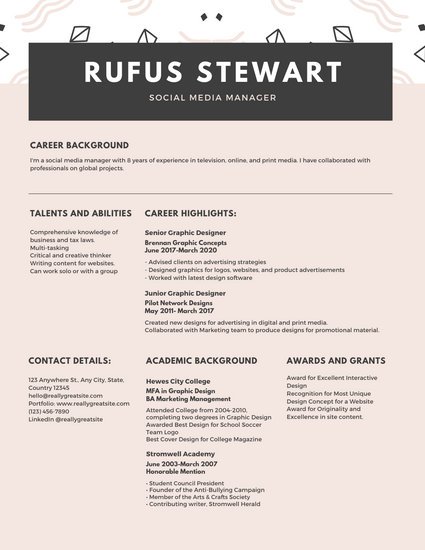 RUFUS STEWART
SOCIAL MEDIA MANAGER
CAREER BACKGROUND
I'm a social media manager with 8 years of experience in television, online, and print media. I have collaborated with
professionals on global projects.
TALENTS AND ABILITIES
Comprehensive knowledge of
business and tax laws.
Multi-tasking
Critical and creative thinker
Writing content for websites.
Can work solo or with a group
CAREER HIGHLIGHTS:
Senior Graphic Designer
Brennan Graphic Concepts
June 2017-March 2020
- Advised clients on advertising strategies
- Designed graphics for logos, websites, and product advertisements
- Worked with latest design software
Junior Graphic Designer
Pilot Network Designs
May 2011- March 2017
Created new designs for advertising in digital and print media.
Collaborated with Marketing team to produce designs for promotional material.
CONTACT DETAILS:
123 Anywhere St., Any City, State,
Country 12345
hello@reallygreatsite.com
Portfolio: www.reallygreatsite.com
(123) 456 7890
LinkedIn @reallygreatsite
ACADEMIC BACKGROUND
Hewes City College
MFA in Graphic Design
BA Marketing Management
Attended College from 2004-2010,
completing two degrees in Graphic Design
Awarded Best Design for School Soccer
Team Logo
Best Cover Design for College Magazine
Stromwell Academy
June 2003-March 2007
Honorable Mention
- Student Council President
- Founder of the Anti-Bullying Campaign
- Member of the Arts & Crafts Society
- Contributing writer, Stromwell Herald
AWARDS AND GRANTS
Award for Excellent Interactive
Design
Recognition for Most Unique
Design Concept for a Website
Award for Originality and
Excellence in site content.